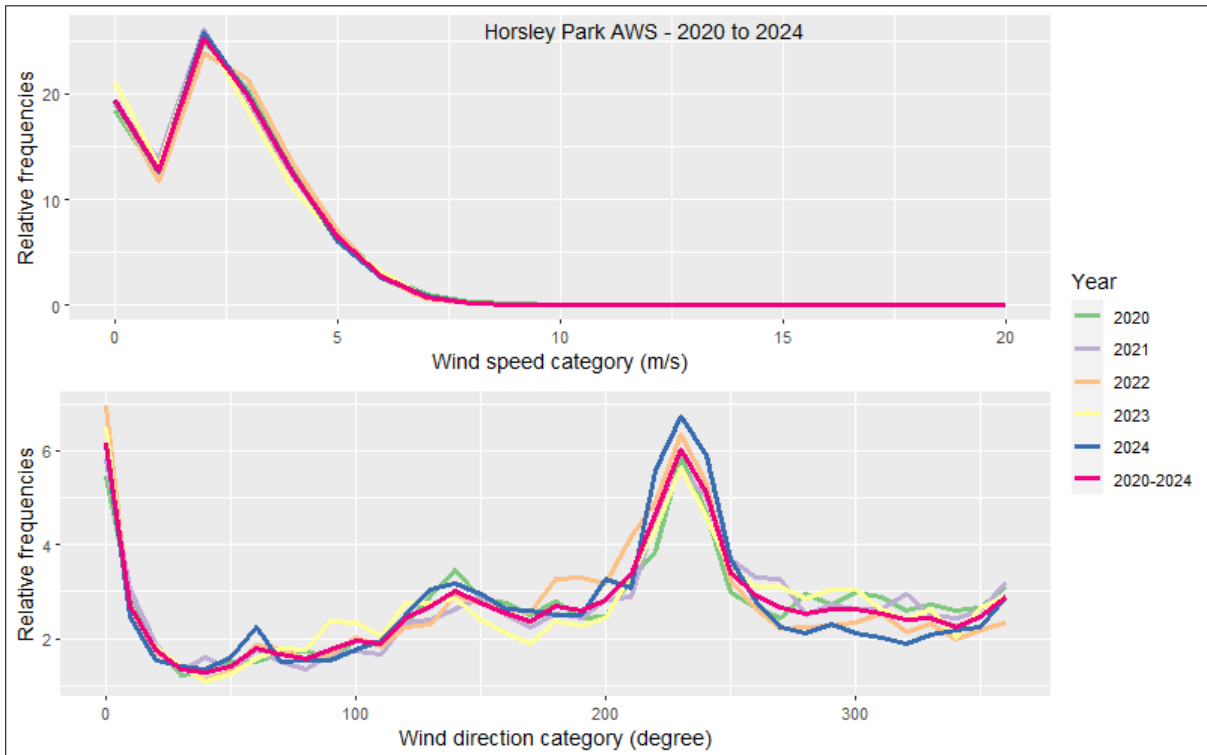 Horsley Park AWS - 2020 to 2024
Relative frequencies
20
10
0
0 5 10 15 20
Wind speed category (m/s)
Relative frequencies
6
4
2
0 100 200 300
Wind direction category (degree)
Year
2020
2021
2022
2023
2024
2020-2024